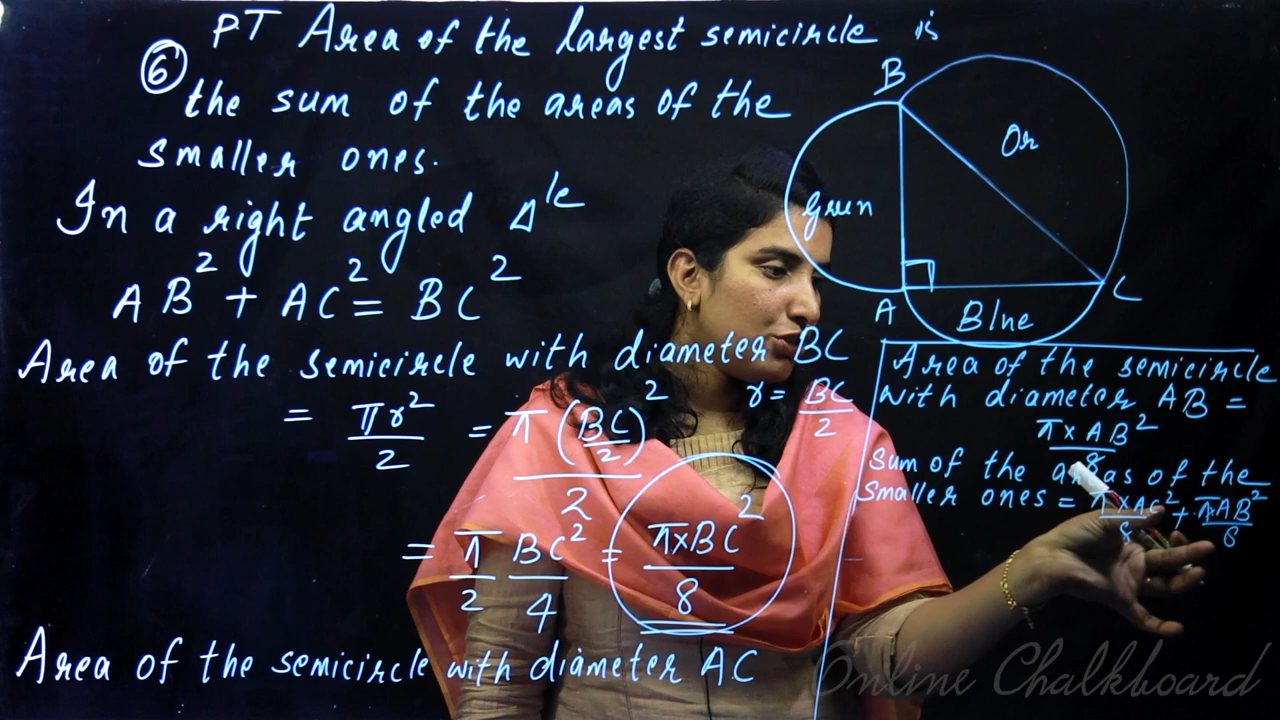 PT Area of the largest semicircle is
6
the sum of the areas of the
smaller ones.
In a right angled Δle
AB² + AC² = BC²
Area of the semicircle with diameter BC
= πr²/2 = π(BC/2)²/2 r = BC/2
= π/2 BC²/4 = π×BC²/8
Area of the semicircle with diameter AC
B
Or
Green
A
Blue
C
Area of the semicircle
with diameter AB =
π×AB²/8
Sum of the areas of the
smaller ones = π×AC²/8 + πAB²/8
Online Chalkboard